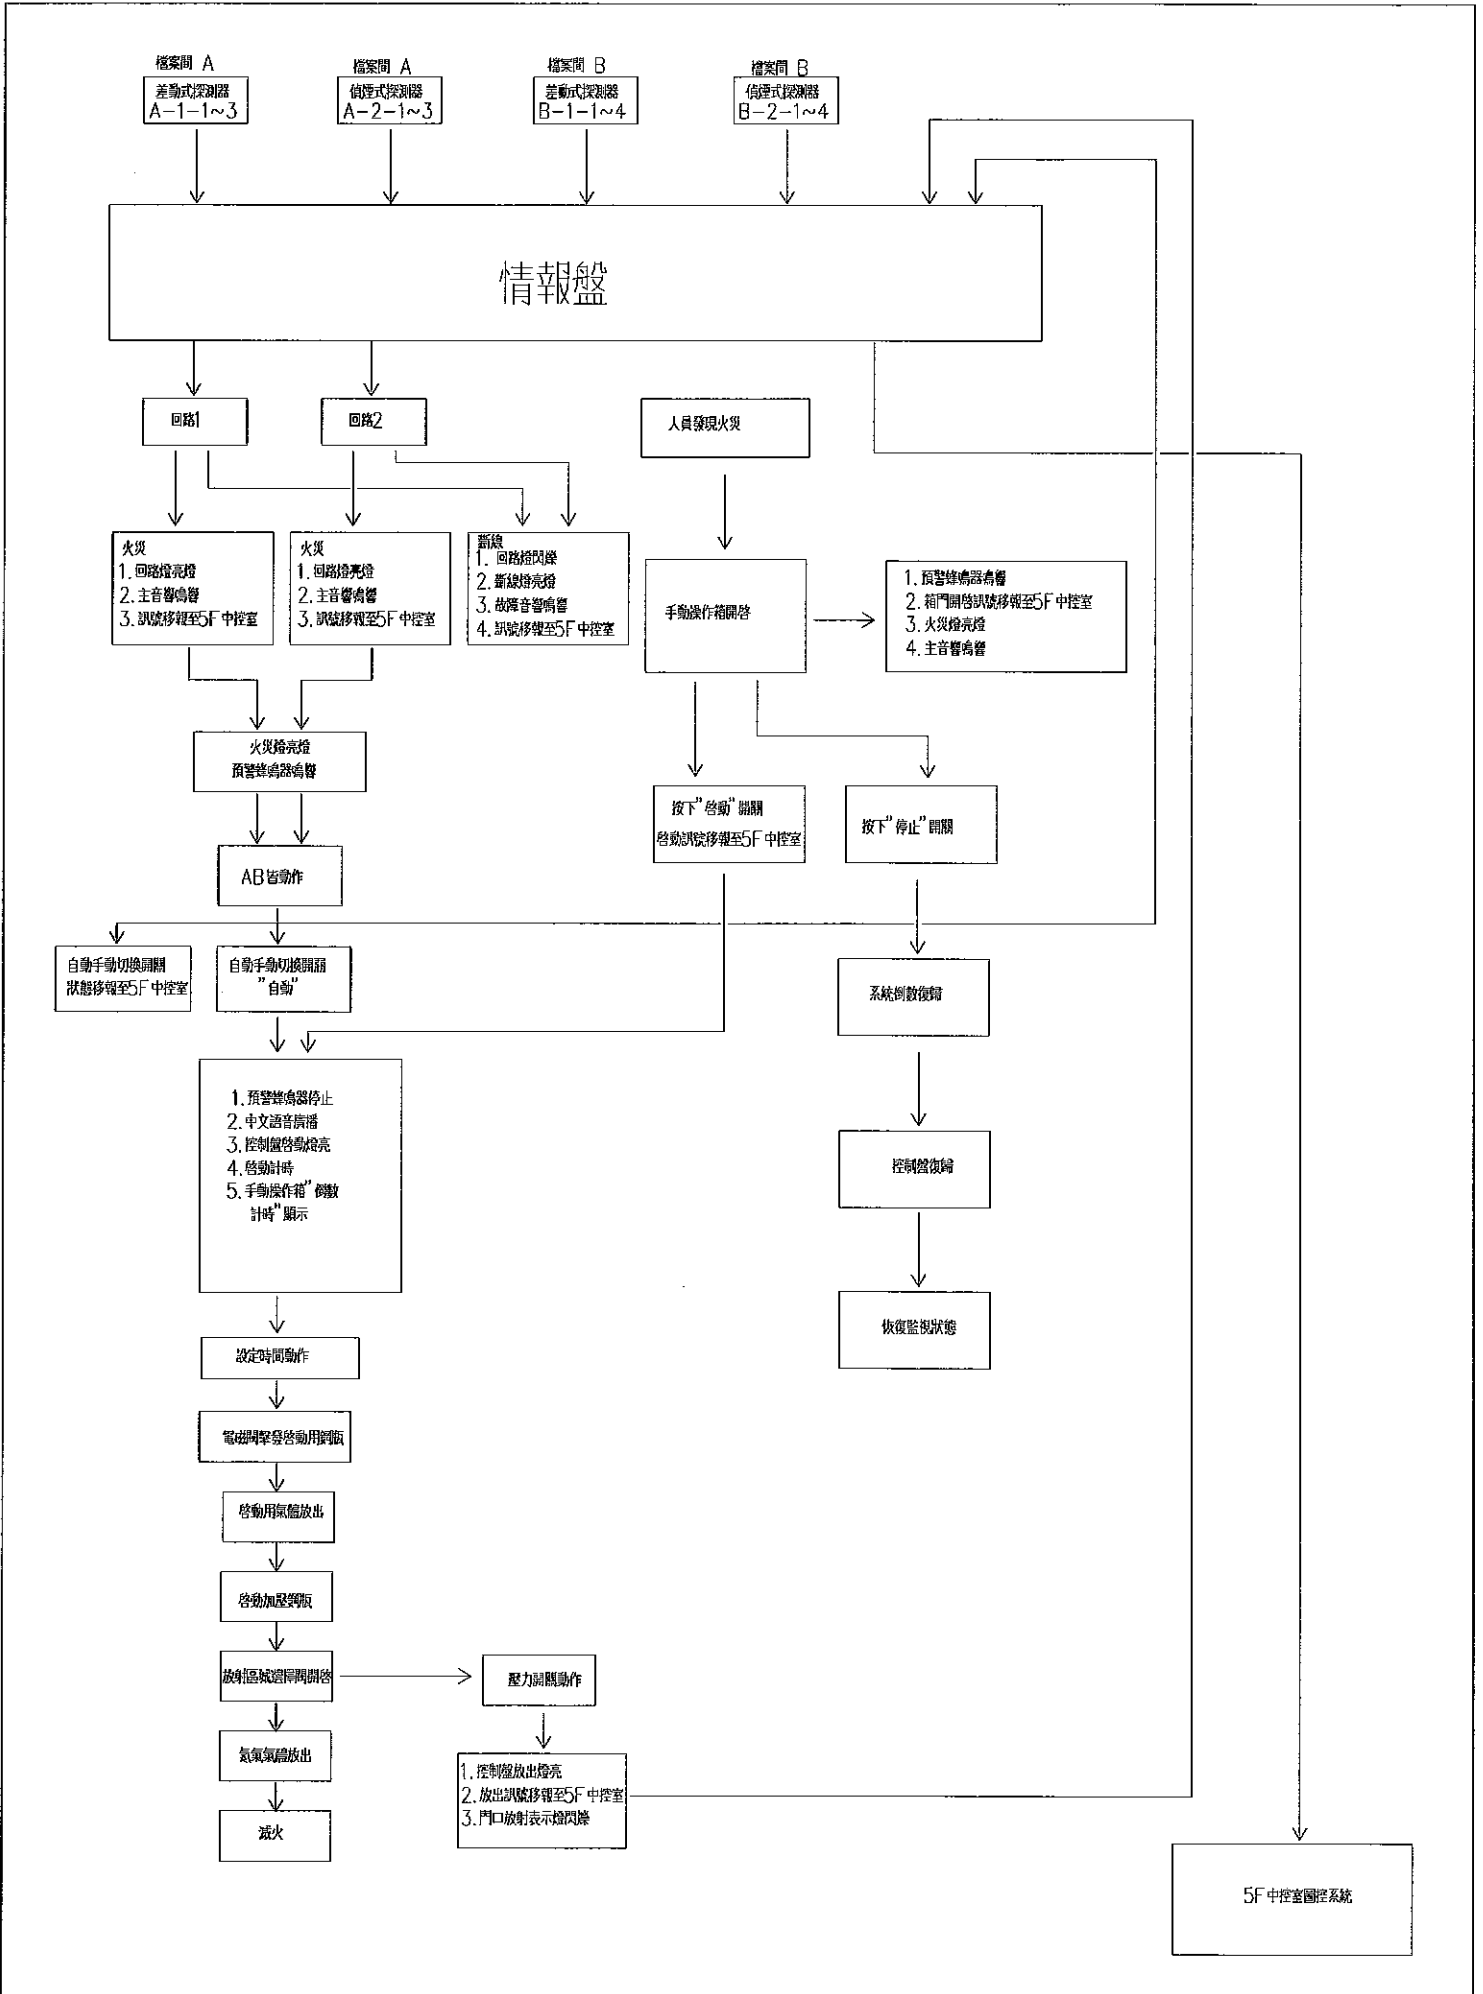 檔案間 A
差動式探測器
A-1-1~3
檔案間 A
偵煙式探測器
A-2-1~3
檔案間 B
差動式探測器
B-1-1~4
檔案間 B
偵煙式探測器
B-2-1~4
情報盤
回路1
回路2
人員發現火災
火災
1. 回路燈亮燈
2. 主音響鳴響
3. 訊號移報至5F中控室
火災
1. 回路燈亮燈
2. 主音響鳴響
3. 訊號移報至5F中控室
斷線
1. 回路燈閃爍
2. 斷線燈亮燈
3. 故障音響鳴響
4. 訊號移報至5F中控室
手動操作箱開啓
1. 預警蜂鳴器鳴響
2. 箱門開啓訊號移報至5F中控室
3. 火災燈亮燈
4. 主音響鳴響
火災燈亮燈
預警蜂鳴器鳴響
按下"啓動"開關
啓動訊號移報至5F中控室
按下"停止"開關
AB皆動作
自動手動切換開關
狀態移報至5F中控室
自動手動切換開關
"自動"
系統倒數復歸
1. 預警蜂鳴器停止
2. 中文語音廣播
3. 控制盤啓動燈亮
4. 啓動計時
5. 手動操作箱"倒數
計時"顯示
控制盤復歸
設定時間動作
恢復監視狀態
電磁閥擊發啓動用鋼瓶
啓動用氣體放出
啓動加壓鋼瓶
放射區域選擇閥開啓
壓力開關動作
氮氣氣體放出
1. 控制盤放出燈亮
2. 放出訊號移報至5F中控室
3. 門口放射表示燈閃爍
滅火
5F中控室圖控系統